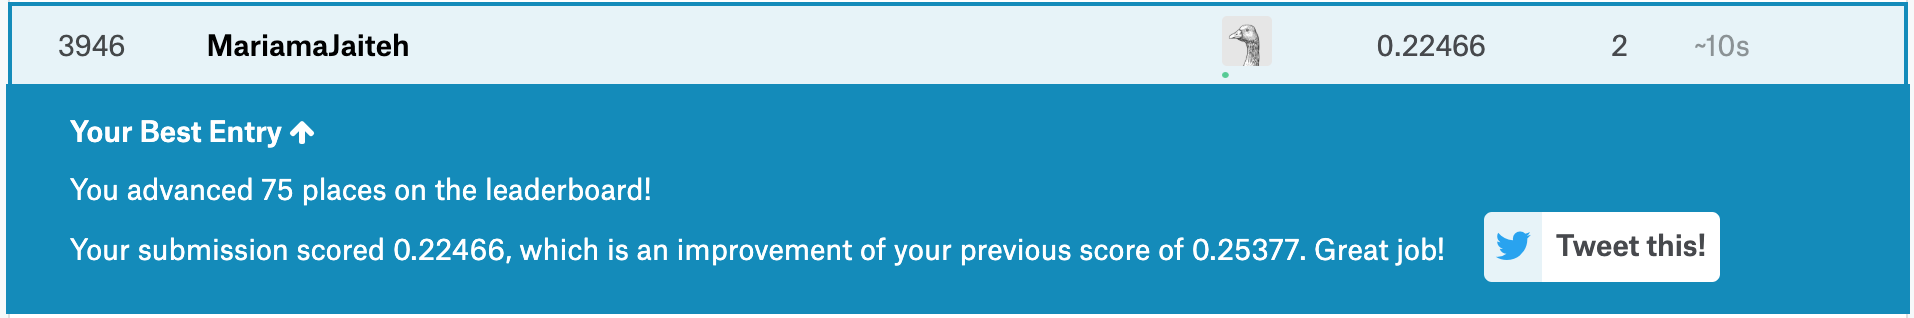 3946 MariamaJaiteh 0.22466 2 ~10s
Your Best Entry
You advanced 75 places on the leaderboard!
Your submission scored 0.22466, which is an improvement of your previous score of 0.25377. Great job!
Tweet this!